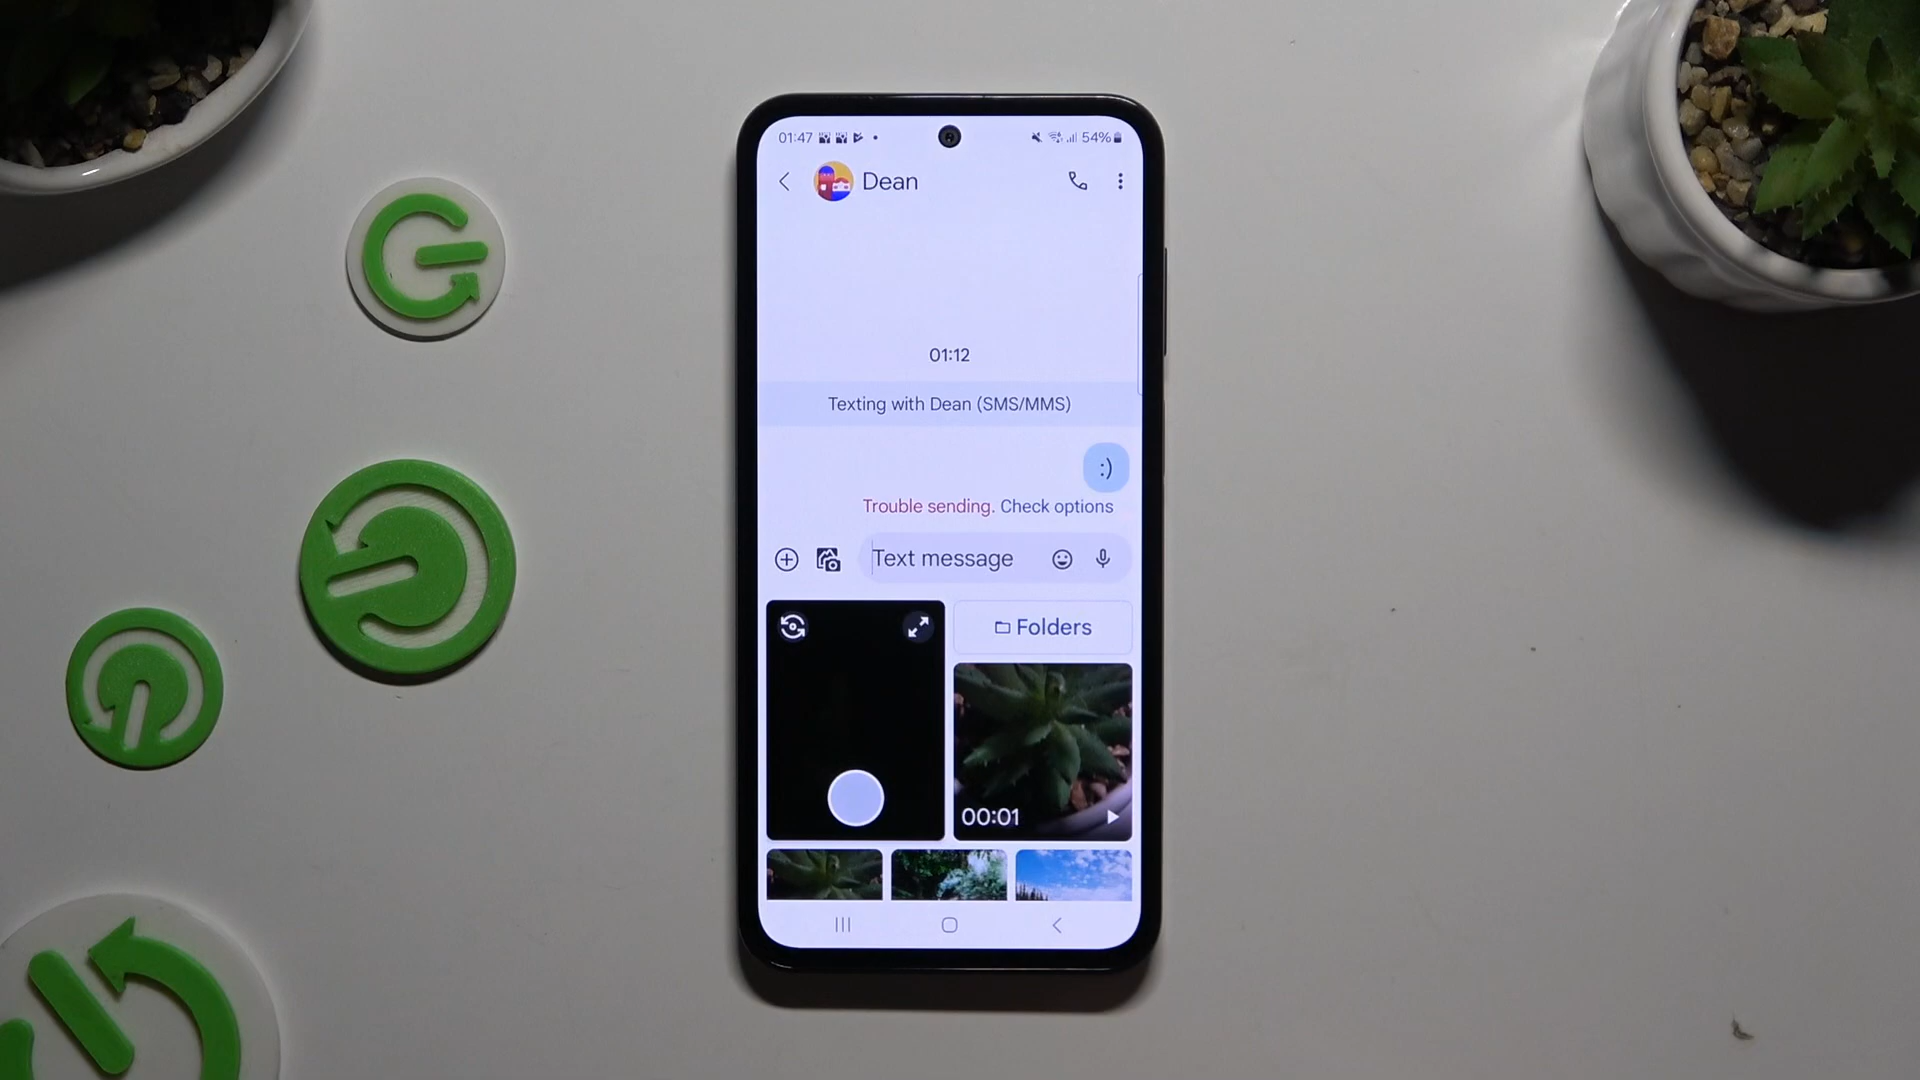 01:47 54%
Dean
01:12
Texting with Dean (SMS/MMS)
:)
Trouble sending. Check options
Text message
Folders
00:01